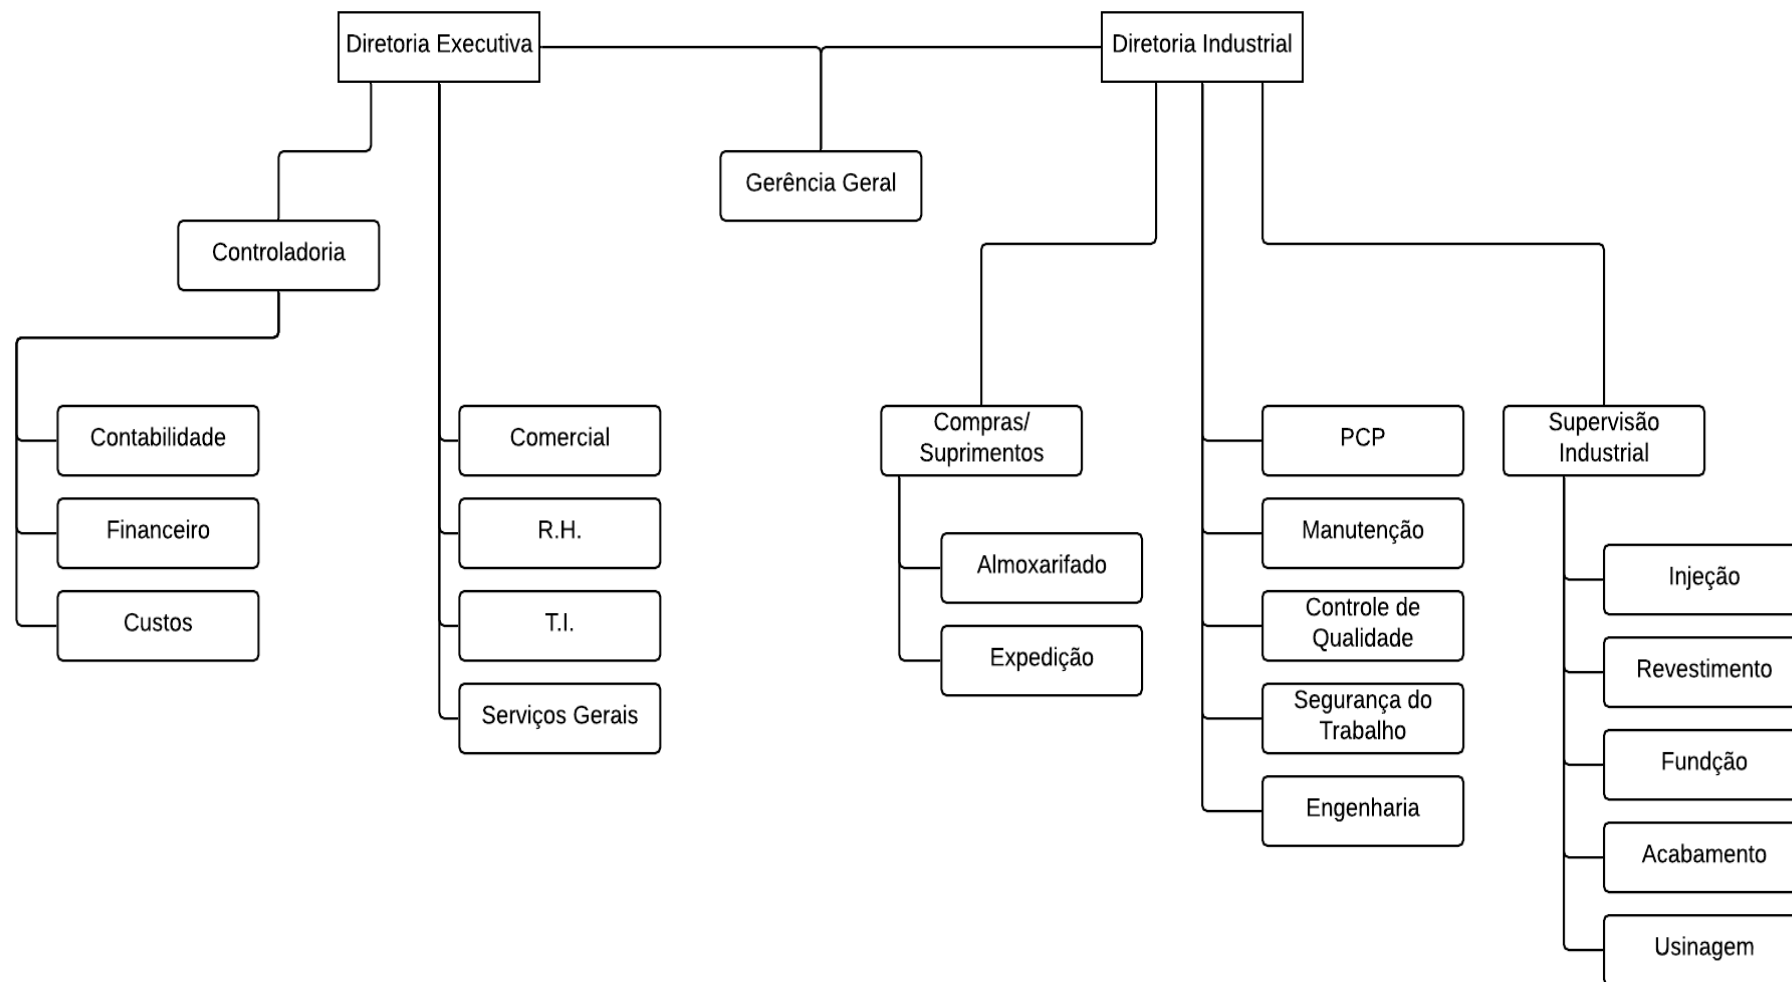 Diretoria Executiva
Diretoria Industrial
Gerência Geral
Controladoria
Contabilidade
Financeiro
Custos
Comercial
R.H.
T.I.
Serviços Gerais
Compras/
Suprimentos
Almoxarifado
Expedição
PCP
Manutenção
Controle de
Qualidade
Segurança do
Trabalho
Engenharia
Supervisão
Industrial
Injeção
Revestimento
Fundção
Acabamento
Usinagem